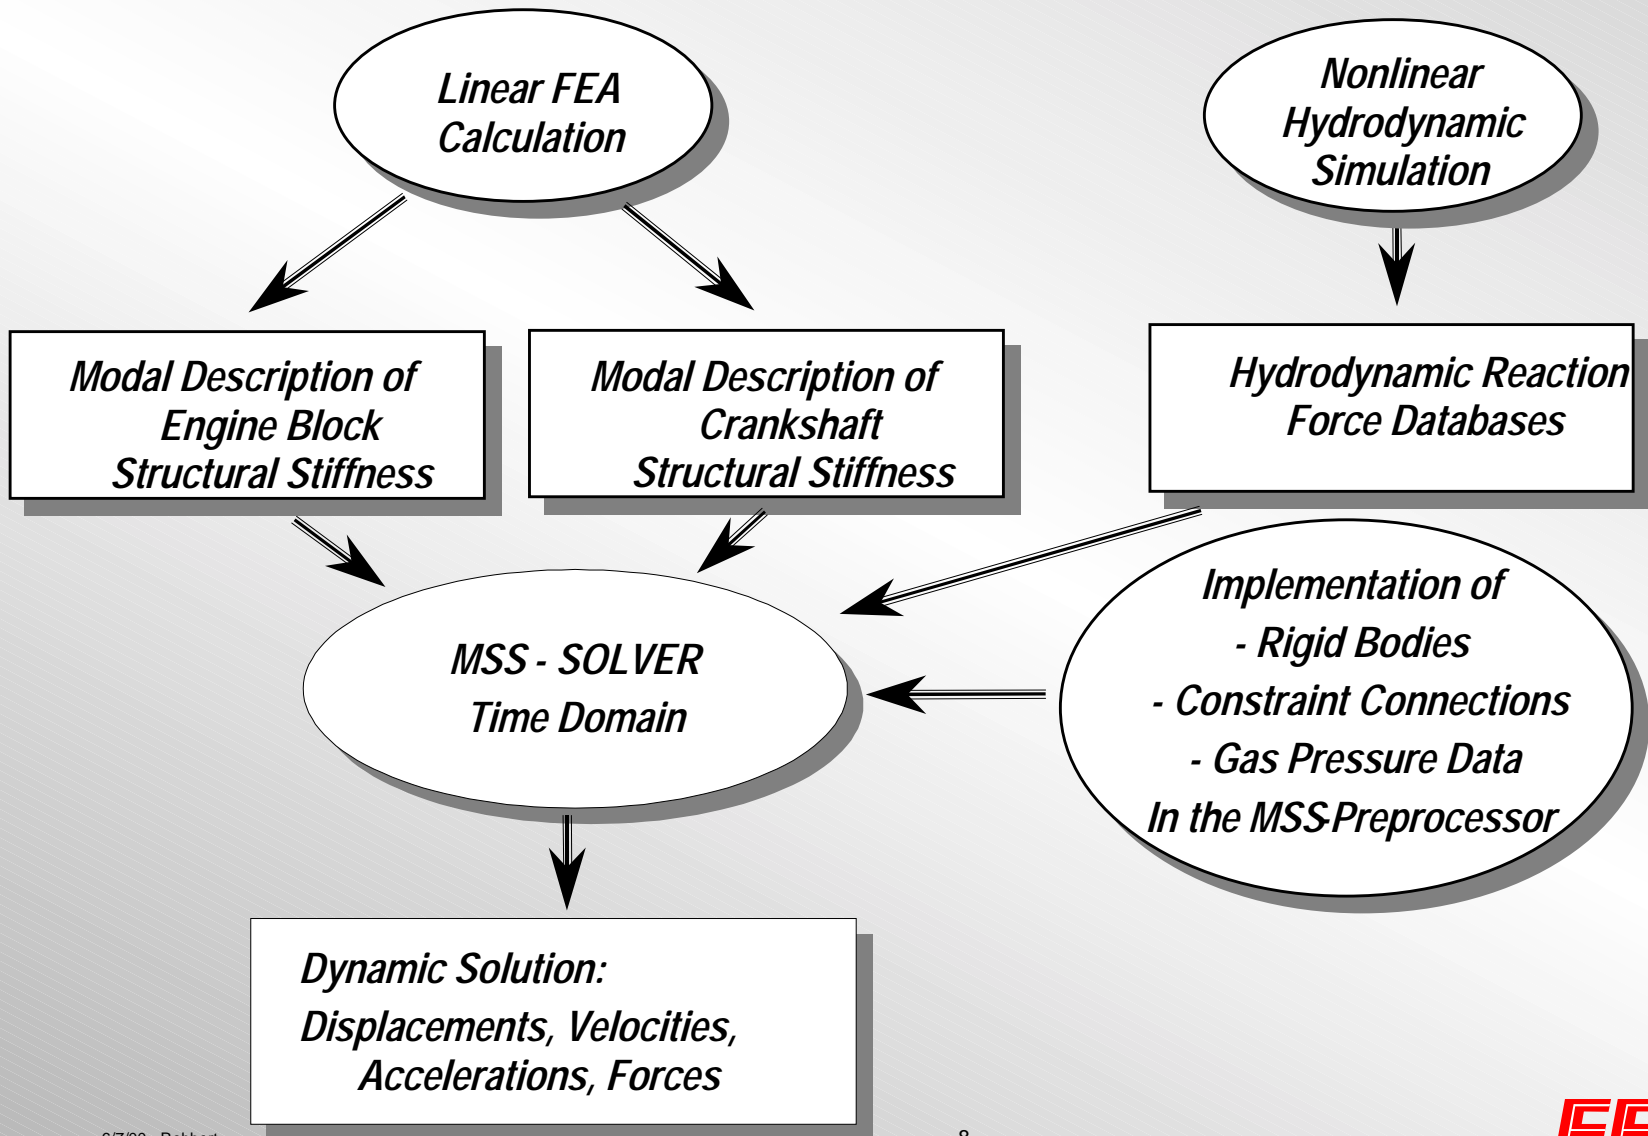 Linear FEA
Calculation
Nonlinear
Hydrodynamic
Simulation
Modal Description of
Engine Block
Structural Stiffness
Modal Description of
Crankshaft
Structural Stiffness
Hydrodynamic Reaction
Force Databases
MSS - SOLVER
Time Domain
Implementation of
- Rigid Bodies
- Constraint Connections
- Gas Pressure Data
In the MSS-Preprocessor
Dynamic Solution:
Displacements, Velocities,
Accelerations, Forces